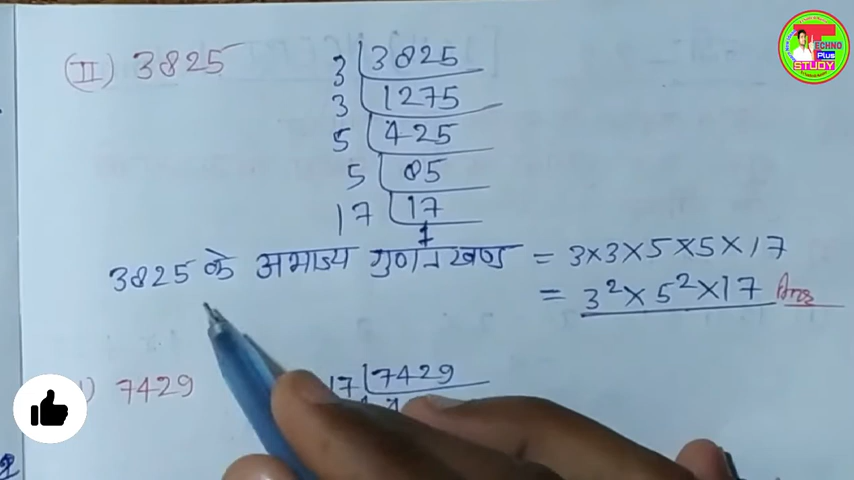 (II) 3825
3 3825
3 1275
5 425
5 85
17 17
1
3825 के अभाज्य गुणनखण्ड = 3×3×5×5×17
= 3²×5²×17 Ans
7429
17 7429
TECHNO
Plus
STUDY